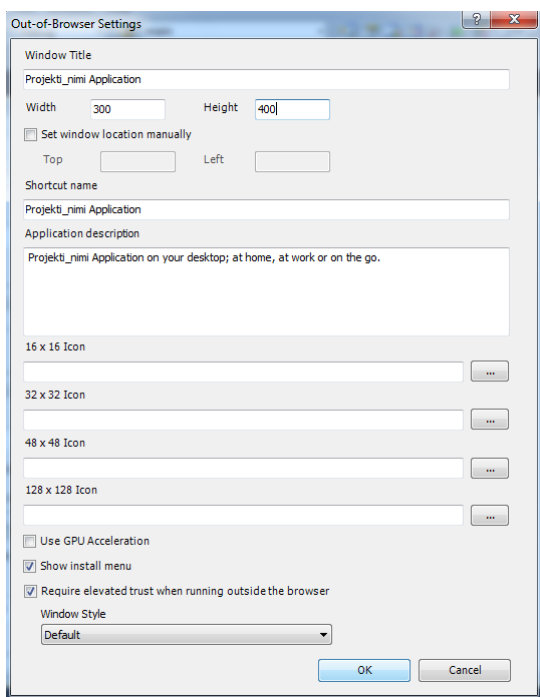 Out-of-Browser Settings
Window Title
Projekti_nimi Application
Width 300 Height 400
Set window location manually
Top Left
Shortcut name
Projekti_nimi Application
Application description
Projekti_nimi Application on your desktop; at home, at work or on the go.
16 x 16 Icon
...
32 x 32 Icon
...
48 x 48 Icon
...
128 x 128 Icon
...
Use GPU Acceleration
Show install menu
Require elevated trust when running outside the browser
Window Style
Default
OK Cancel